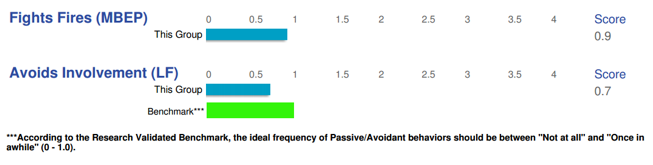 Fights Fires (MBEP) 0 0.5 1 1.5 2 2.5 3 3.5 4 Score
This Group 0.9
Avoids Involvement (LF) 0 0.5 1 1.5 2 2.5 3 3.5 4 Score
This Group 0.7
Benchmark***
***According to the Research Validated Benchmark, the ideal frequency of Passive/Avoidant behaviors should be between "Not at all" and "Once in
awhile" (0 - 1.0).